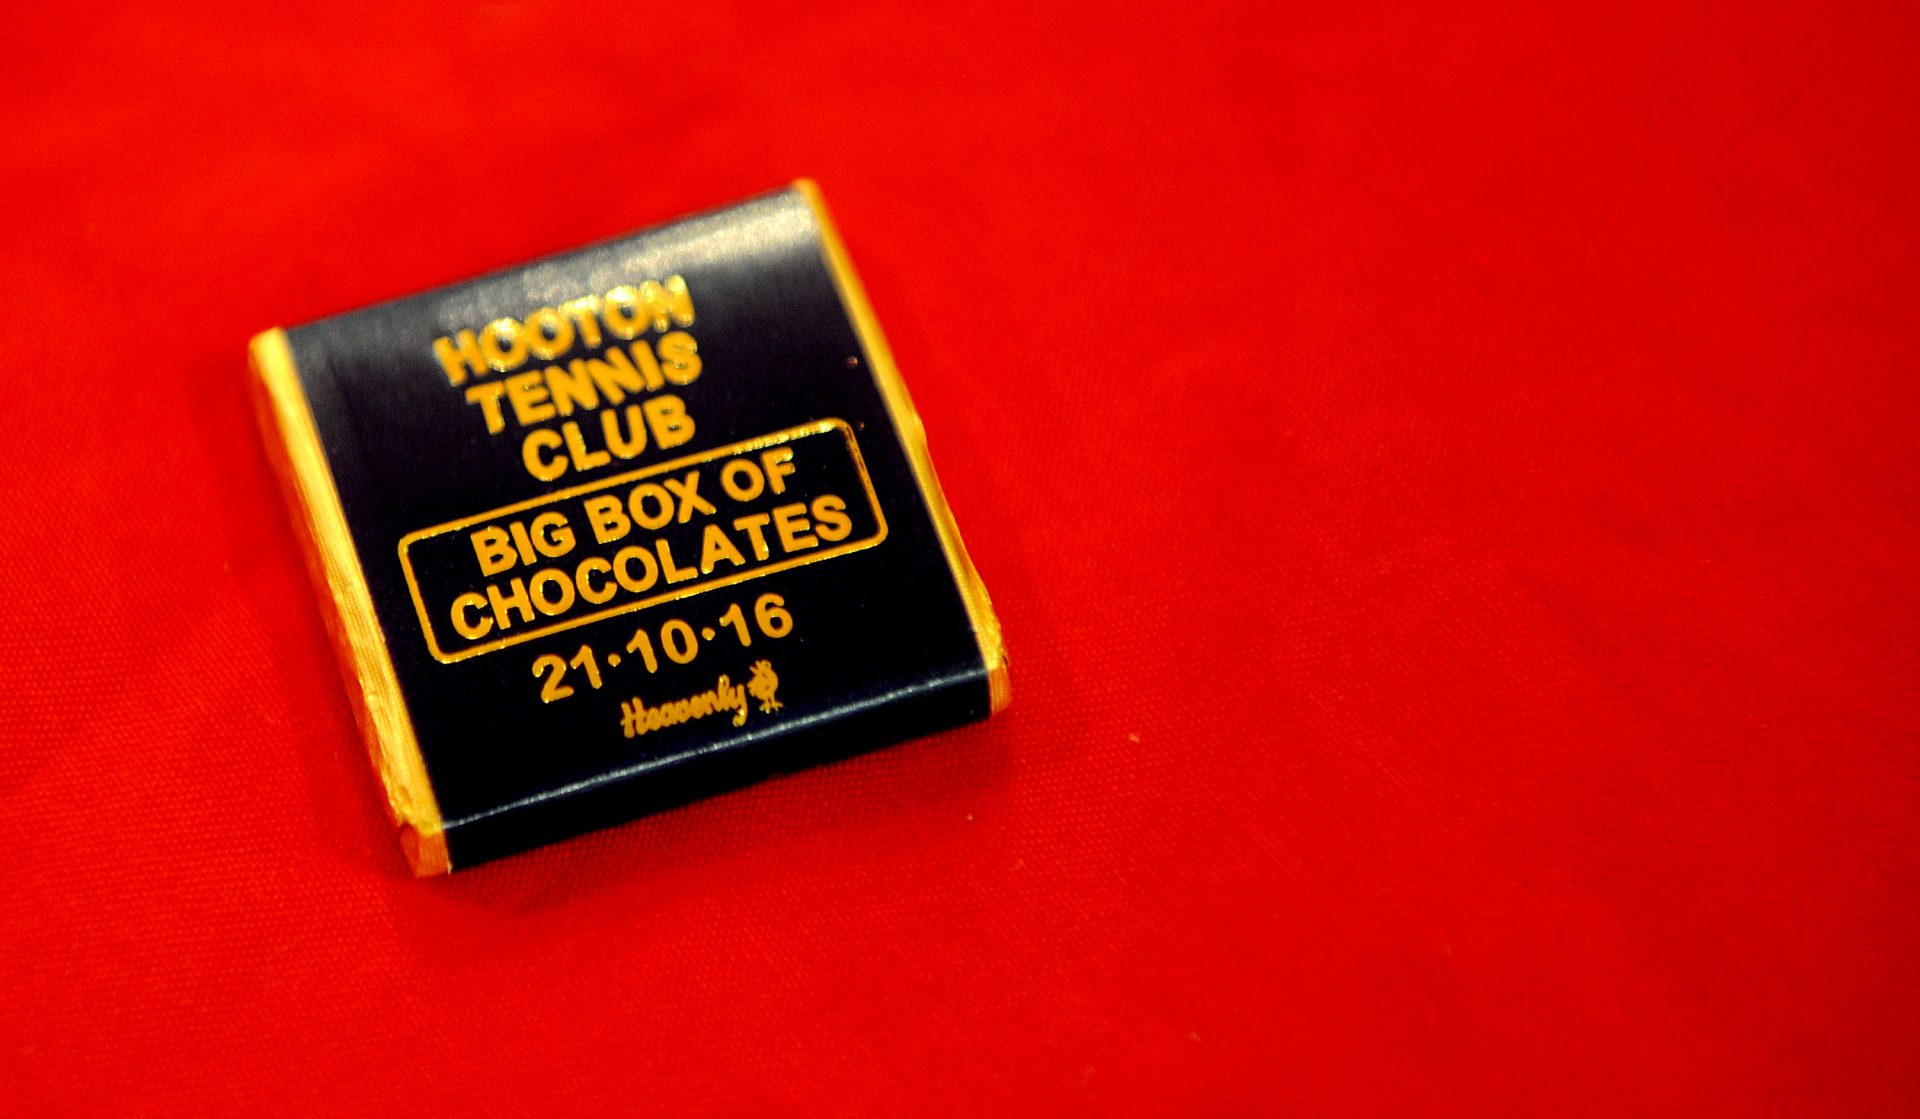 HOOTON
TENNIS
CLUB
BIG BOX OF
CHOCOLATES
21·10·16
Heavenly